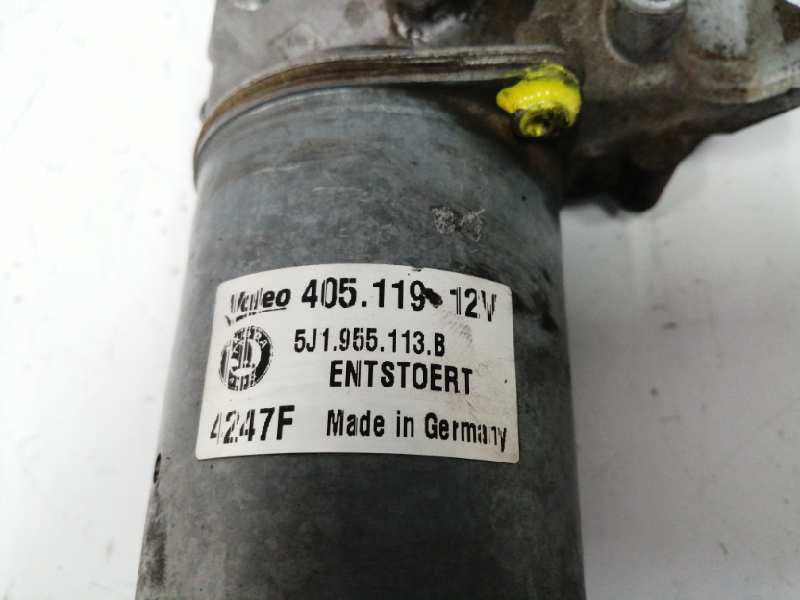 Valeo 405.119 12V
5J1.955.113.B
ENTSTOERT
4247F Made in Germany